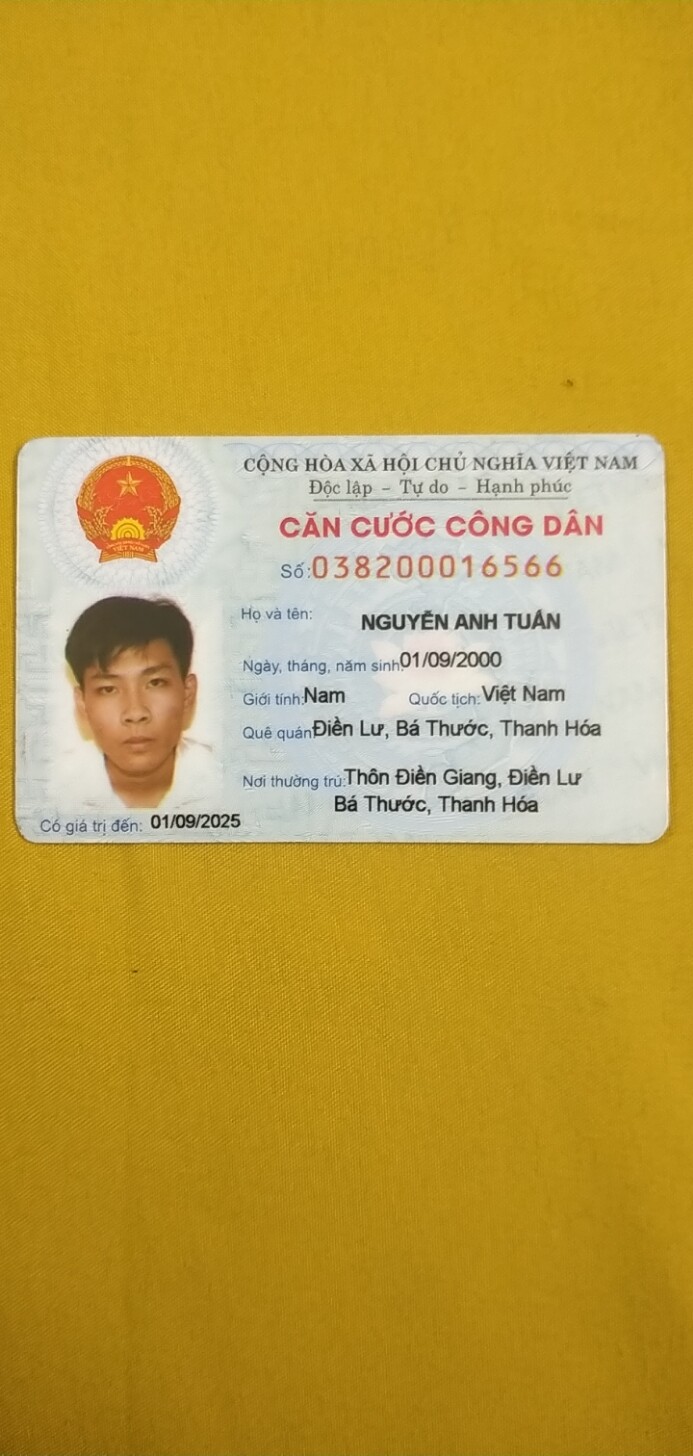 CỘNG HÒA XÃ HỘI CHỦ NGHĨA VIỆT NAM
Độc lập – Tự do – Hạnh phúc
CĂN CƯỚC CÔNG DÂN
Số: 038200016566
Họ và tên: NGUYỄN ANH TUẤN
Ngày, tháng, năm sinh: 01/09/2000
Giới tính: Nam Quốc tịch: Việt Nam
Quê quán: Điền Lư, Bá Thước, Thanh Hóa
Nơi thường trú: Thôn Điền Giang, Điền Lư
Bá Thước, Thanh Hóa
Có giá trị đến: 01/09/2025
VIỆT NAM